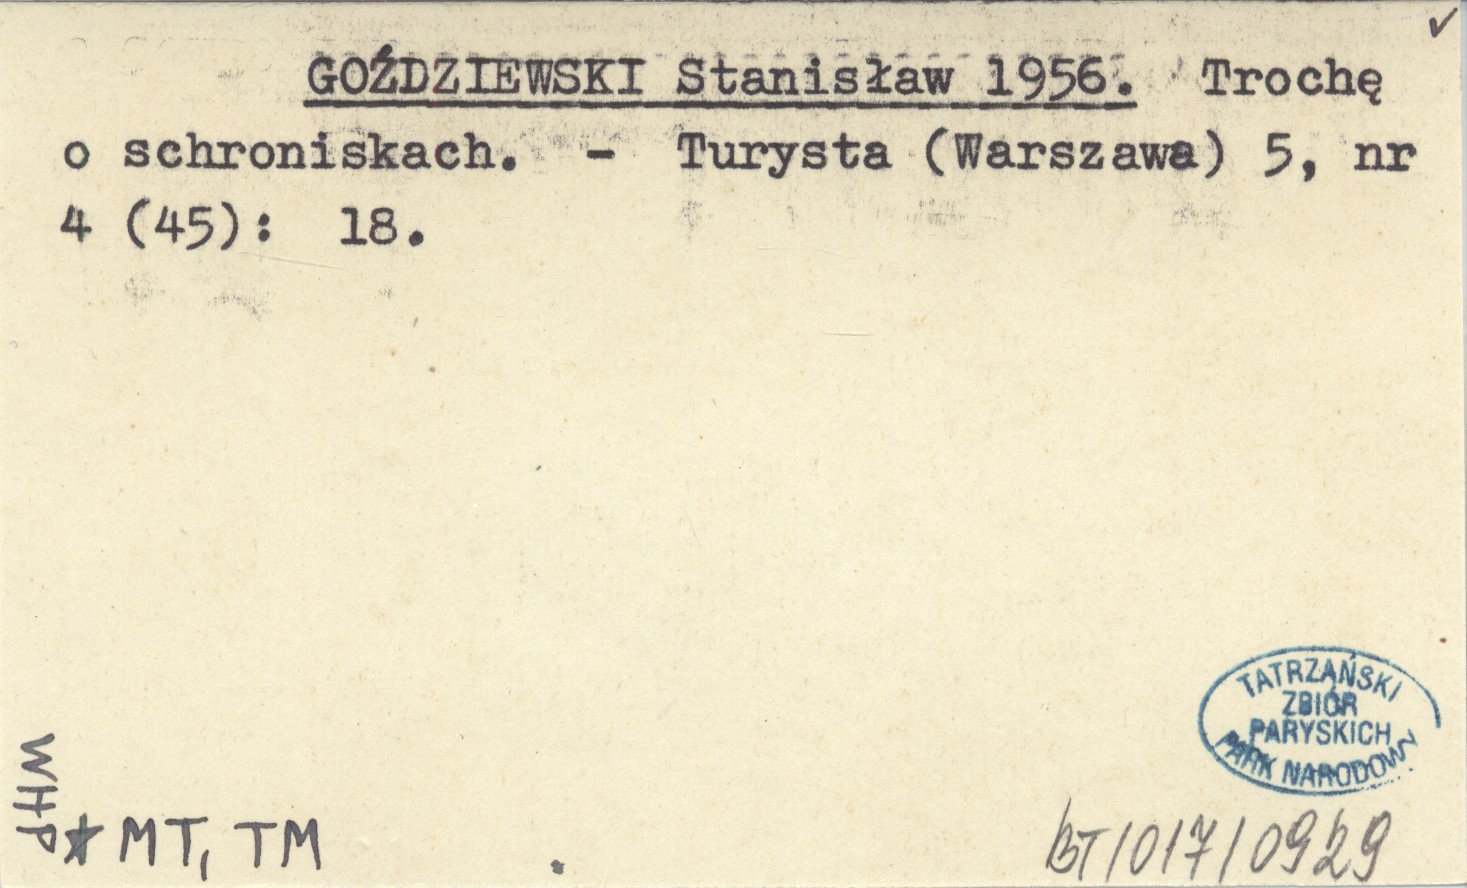 ✓
GOŹDZIEWSKI Stanisław 1956. Trochę
o schroniskach. - Turysta (Warszawa) 5, nr
4 (45): 18.
TATRZAŃSKI
ZBIÓR
PARYSKICH
PARK NARODOWY
WHP
* MT, TM
BT/017/0929